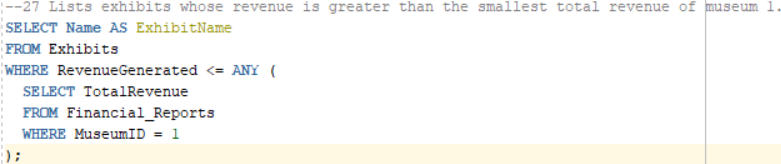 --27 Lists exhibits whose revenue is greater than the smallest total revenue of museum 1.
SELECT Name AS ExhibitName
FROM Exhibits
WHERE RevenueGenerated <= ANY (
SELECT TotalRevenue
FROM Financial_Reports
WHERE MuseumID = 1
);